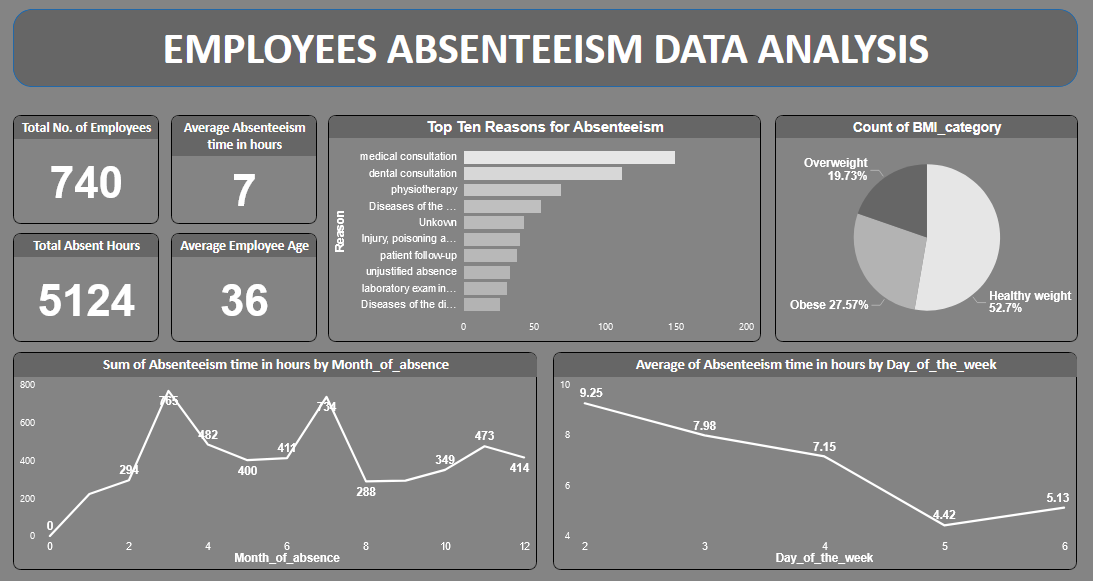 EMPLOYEES ABSENTEEISM DATA ANALYSIS
Total No. of Employees
740
Average Absenteeism
time in hours
7
Total Absent Hours
5124
Average Employee Age
36
Top Ten Reasons for Absenteeism
Reason
medical consultation
dental consultation
physiotherapy
Diseases of the ...
Unkown
Injury, poisoning a...
patient follow-up
unjustified absence
laboratory examin...
Diseases of the di...
0 50 100 150 200
Count of BMI_category
Overweight
19.73%
Obese 27.57%
Healthy weight
52.7%
Sum of Absenteeism time in hours by Month_of_absence
800
600
400
200
0
0
294
765
482
400
411
734
288
349
473
414
0 2 4 6 8 10 12
Month_of_absence
Average of Absenteeism time in hours by Day_of_the_week
10
8
6
4
9.25
7.98
7.15
4.42
5.13
2 3 4 5 6
Day_of_the_week